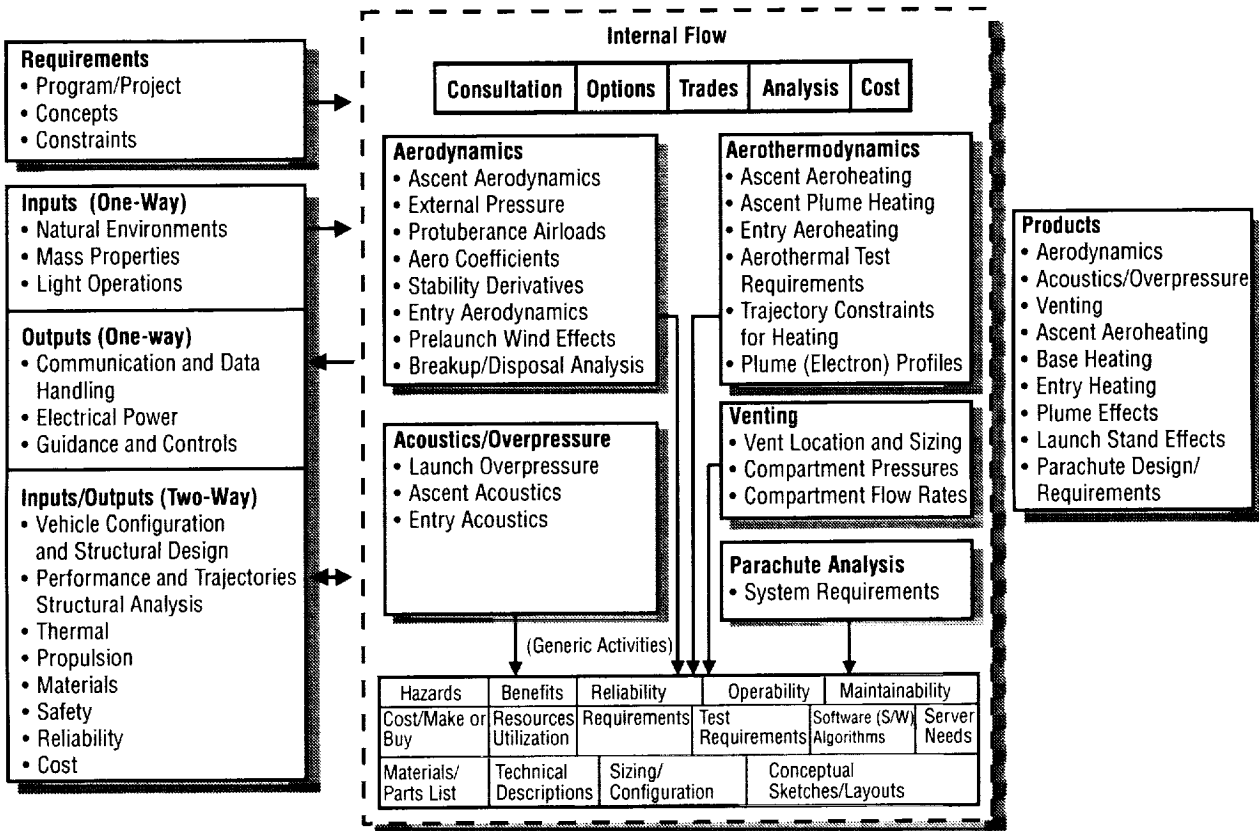 Requirements
• Program/Project
• Concepts
• Constraints
Inputs (One-Way)
• Natural Environments
• Mass Properties
• Light Operations
Outputs (One-way)
• Communication and Data
Handling
• Electrical Power
• Guidance and Controls
Inputs/Outputs (Two-Way)
• Vehicle Configuration
and Structural Design
• Performance and Trajectories
Structural Analysis
• Thermal
• Propulsion
• Materials
• Safety
• Reliability
• Cost
Internal Flow
Consultation Options Trades Analysis Cost
Aerodynamics
• Ascent Aerodynamics
• External Pressure
• Protuberance Airloads
• Aero Coefficients
• Stability Derivatives
• Entry Aerodynamics
• Prelaunch Wind Effects
• Breakup/Disposal Analysis
Acoustics/Overpressure
• Launch Overpressure
• Ascent Acoustics
• Entry Acoustics
Aerothermodynamics
• Ascent Aeroheating
• Ascent Plume Heating
• Entry Aeroheating
• Aerothermal Test
Requirements
• Trajectory Constraints
for Heating
• Plume (Electron) Profiles
Venting
• Vent Location and Sizing
• Compartment Pressures
• Compartment Flow Rates
Parachute Analysis
• System Requirements
(Generic Activities)
Hazards Benefits Reliability Operability Maintainability
Cost/Make or
Buy
Resources
Utilization
Requirements
Test
Requirements
Software (S/W)
Algorithms
Server
Needs
Materials/
Parts List
Technical
Descriptions
Sizing/
Configuration
Conceptual
Sketches/Layouts
Products
• Aerodynamics
• Acoustics/Overpressure
• Venting
• Ascent Aeroheating
• Base Heating
• Entry Heating
• Plume Effects
• Launch Stand Effects
• Parachute Design/
Requirements